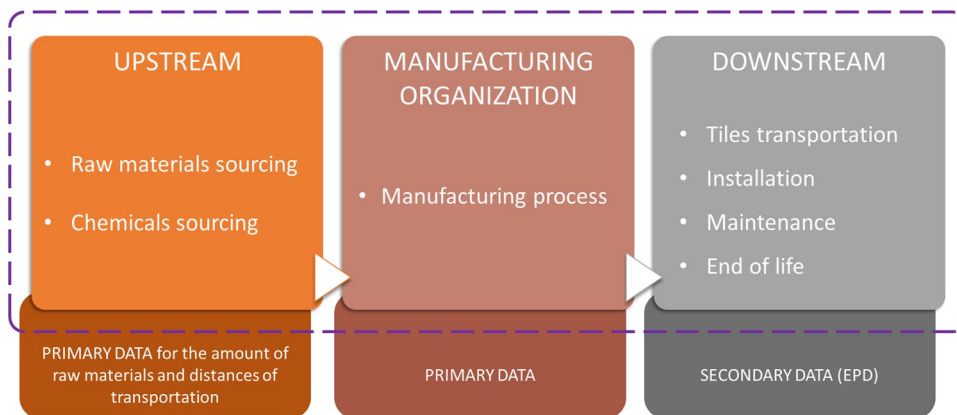 UPSTREAM
• Raw materials sourcing
• Chemicals sourcing
PRIMARY DATA for the amount of
raw materials and distances of
transportation
MANUFACTURING
ORGANIZATION
• Manufacturing process
PRIMARY DATA
DOWNSTREAM
• Tiles transportation
• Installation
• Maintenance
• End of life
SECONDARY DATA (EPD)